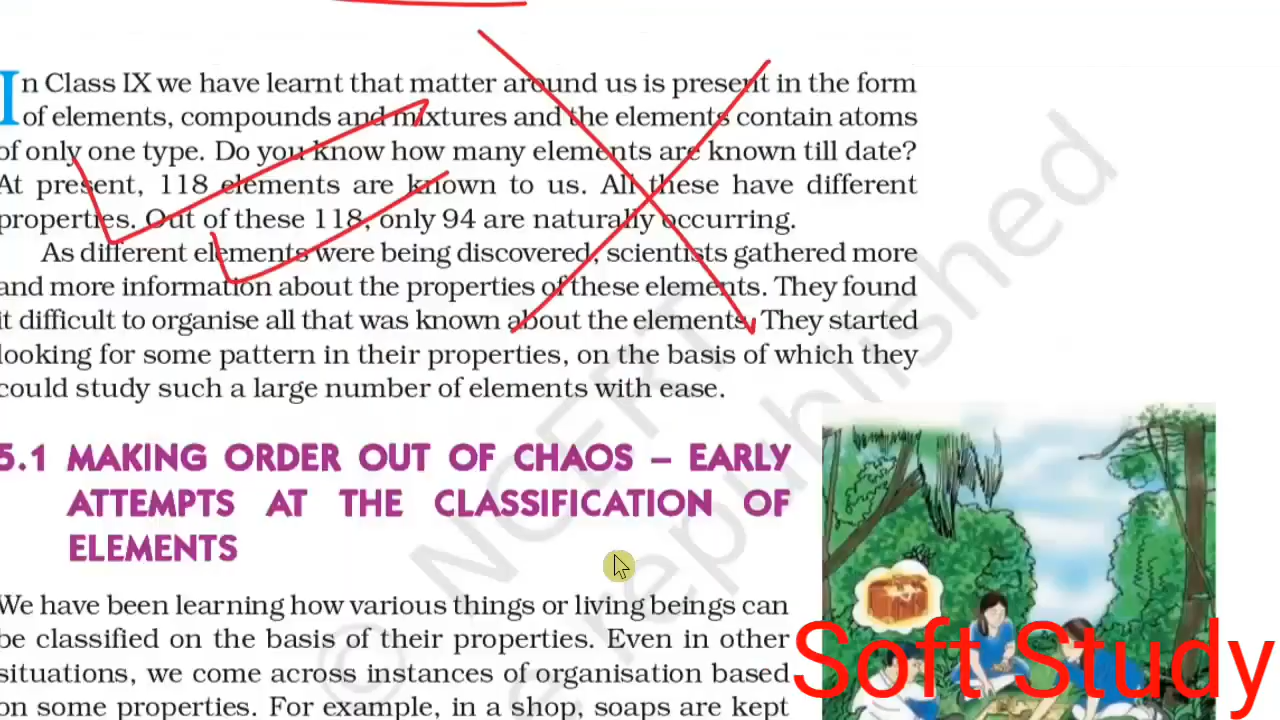 In Class IX we have learnt that matter around us is present in the form
of elements, compounds and mixtures and the elements contain atoms
of only one type. Do you know how many elements are known till date?
At present, 118 elements are known to us. All these have different
properties. Out of these 118, only 94 are naturally occurring.
As different elements were being discovered, scientists gathered more
and more information about the properties of these elements. They found
it difficult to organise all that was known about the elements. They started
looking for some pattern in their properties, on the basis of which they
could study such a large number of elements with ease.
5.1 MAKING ORDER OUT OF CHAOS – EARLY
ATTEMPTS AT THE CLASSIFICATION OF
ELEMENTS
We have been learning how various things or living beings can
be classified on the basis of their properties. Even in other
situations, we come across instances of organisation based
on some properties. For example, in a shop, soaps are kept
© NCERT
republished
Soft Study